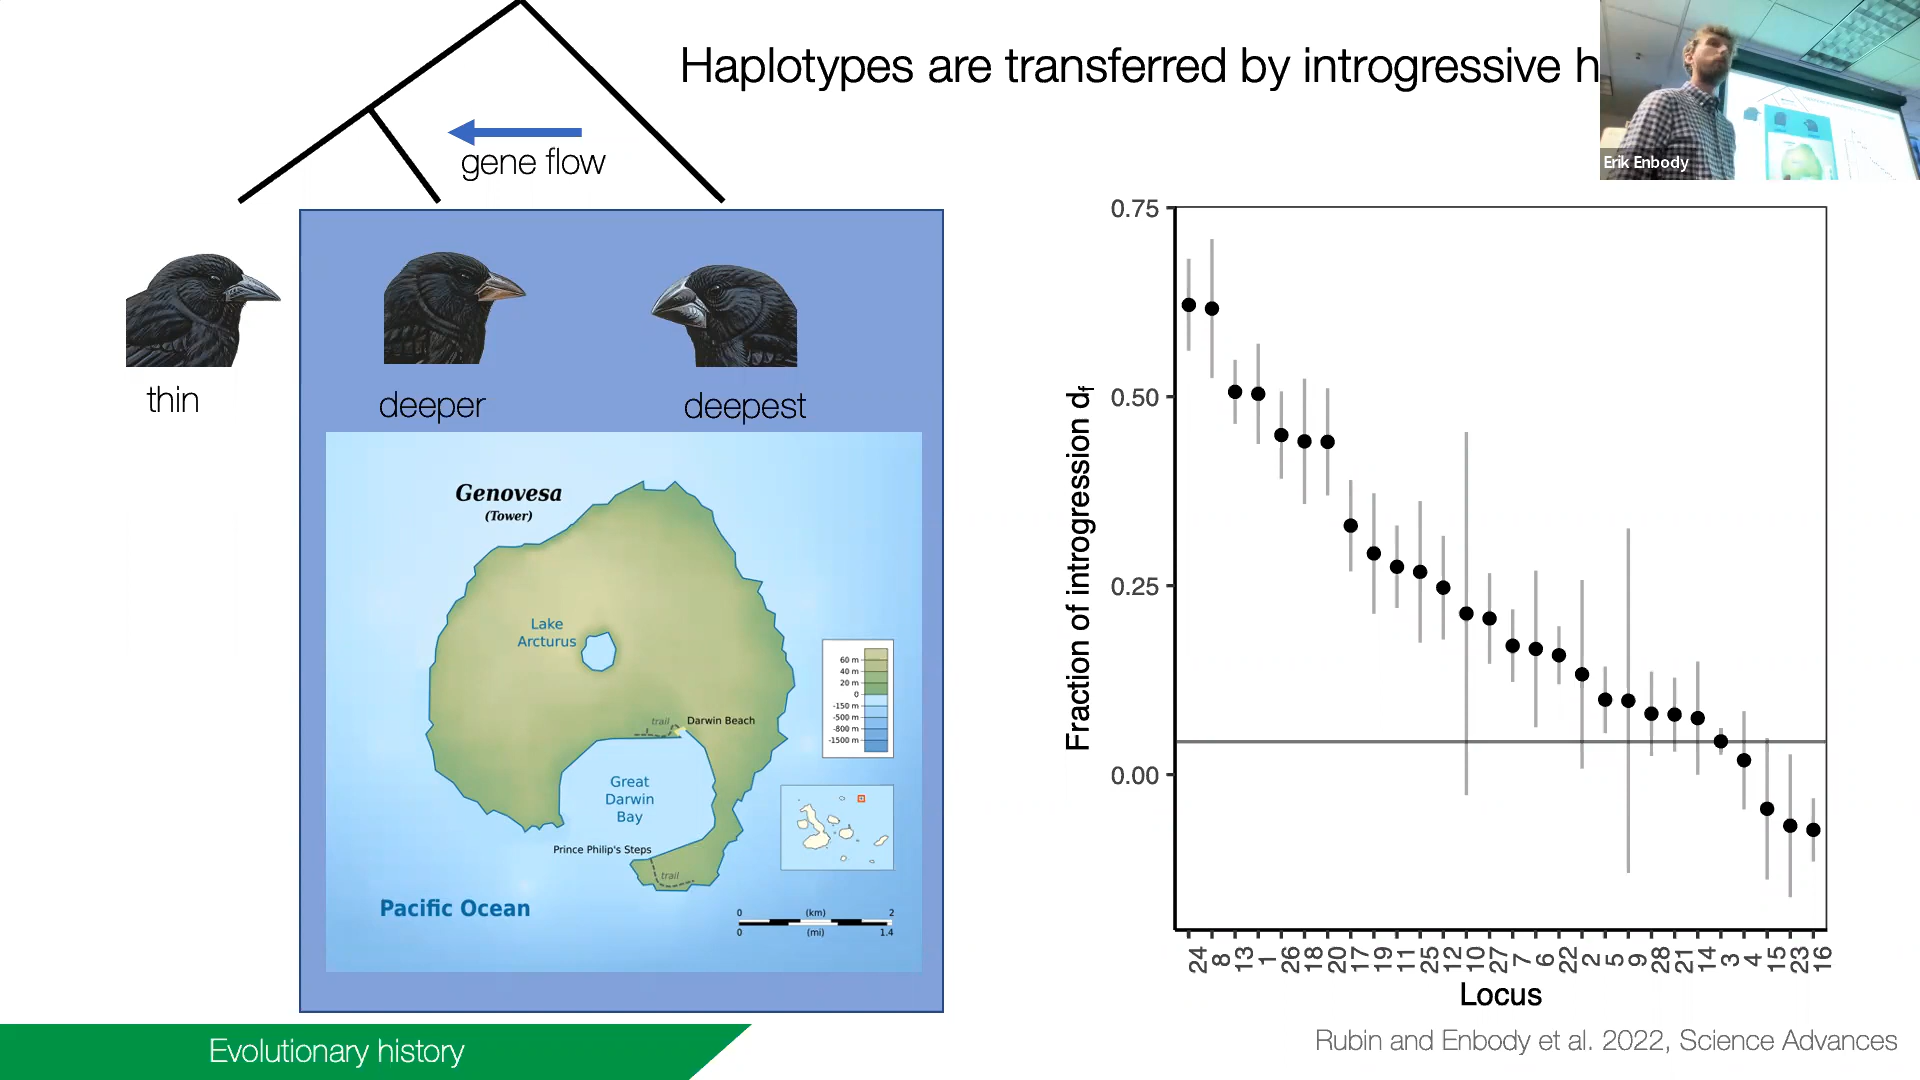 Haplotypes are transferred by introgressive h
Erik Enbody
gene flow
thin
deeper
deepest
Genovesa
(Tower)
Lake
Arcturus
trail
Darwin Beach
Great
Darwin
Bay
Prince Philip's Steps
trail
Pacific Ocean
60 m
40 m
20 m
0
-150 m
-500 m
-800 m
-1500 m
0 (km) 2
0 (mi) 1.4
0.75
0.50
0.25
0.00
Fraction of introgression df
24 8 13 1 26 18 20 17 19 11 25 12 10 27 7 6 22 2 5 9 28 21 14 3 4 15 23 16
Locus
Evolutionary history
Rubin and Enbody et al. 2022, Science Advances